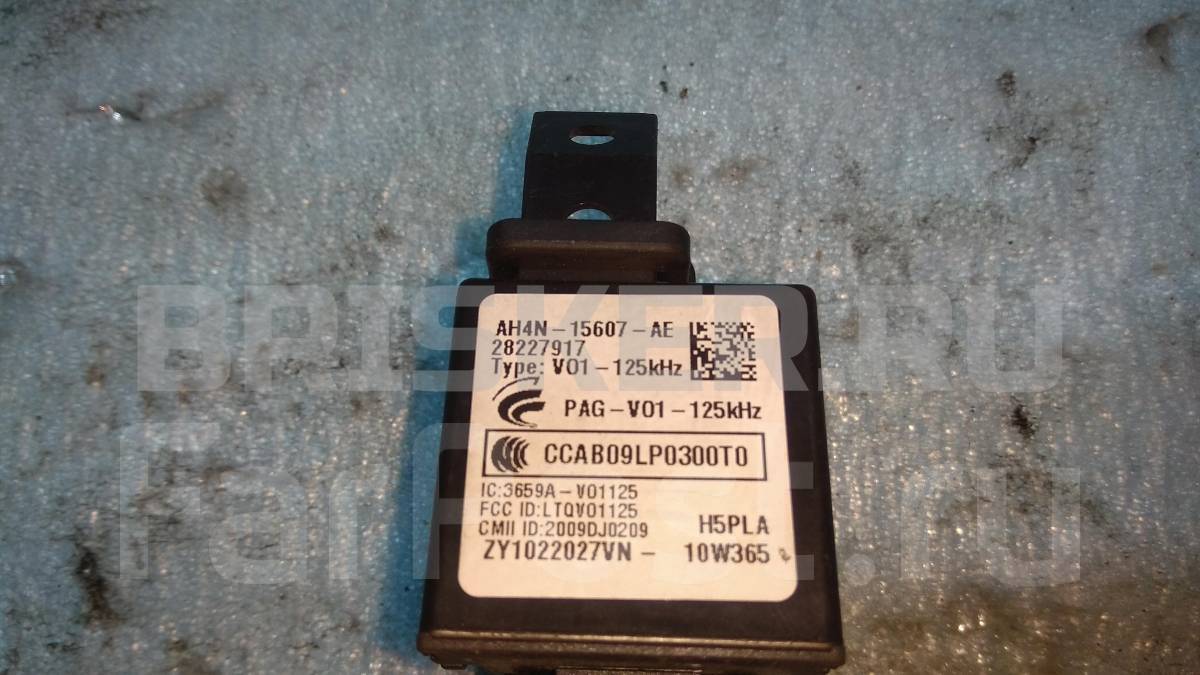 AH4N-15607-AE
28227917
Type: V01-125kHz
PAG-V01-125kHz
CCAB09LP0300T0
IC:3659A-V01125
FCC ID:LTQV01125
CMII ID:2009DJ0209
H5PLA
ZY1022027VN- 10W365
BRISKER.RU
FarPost.ru